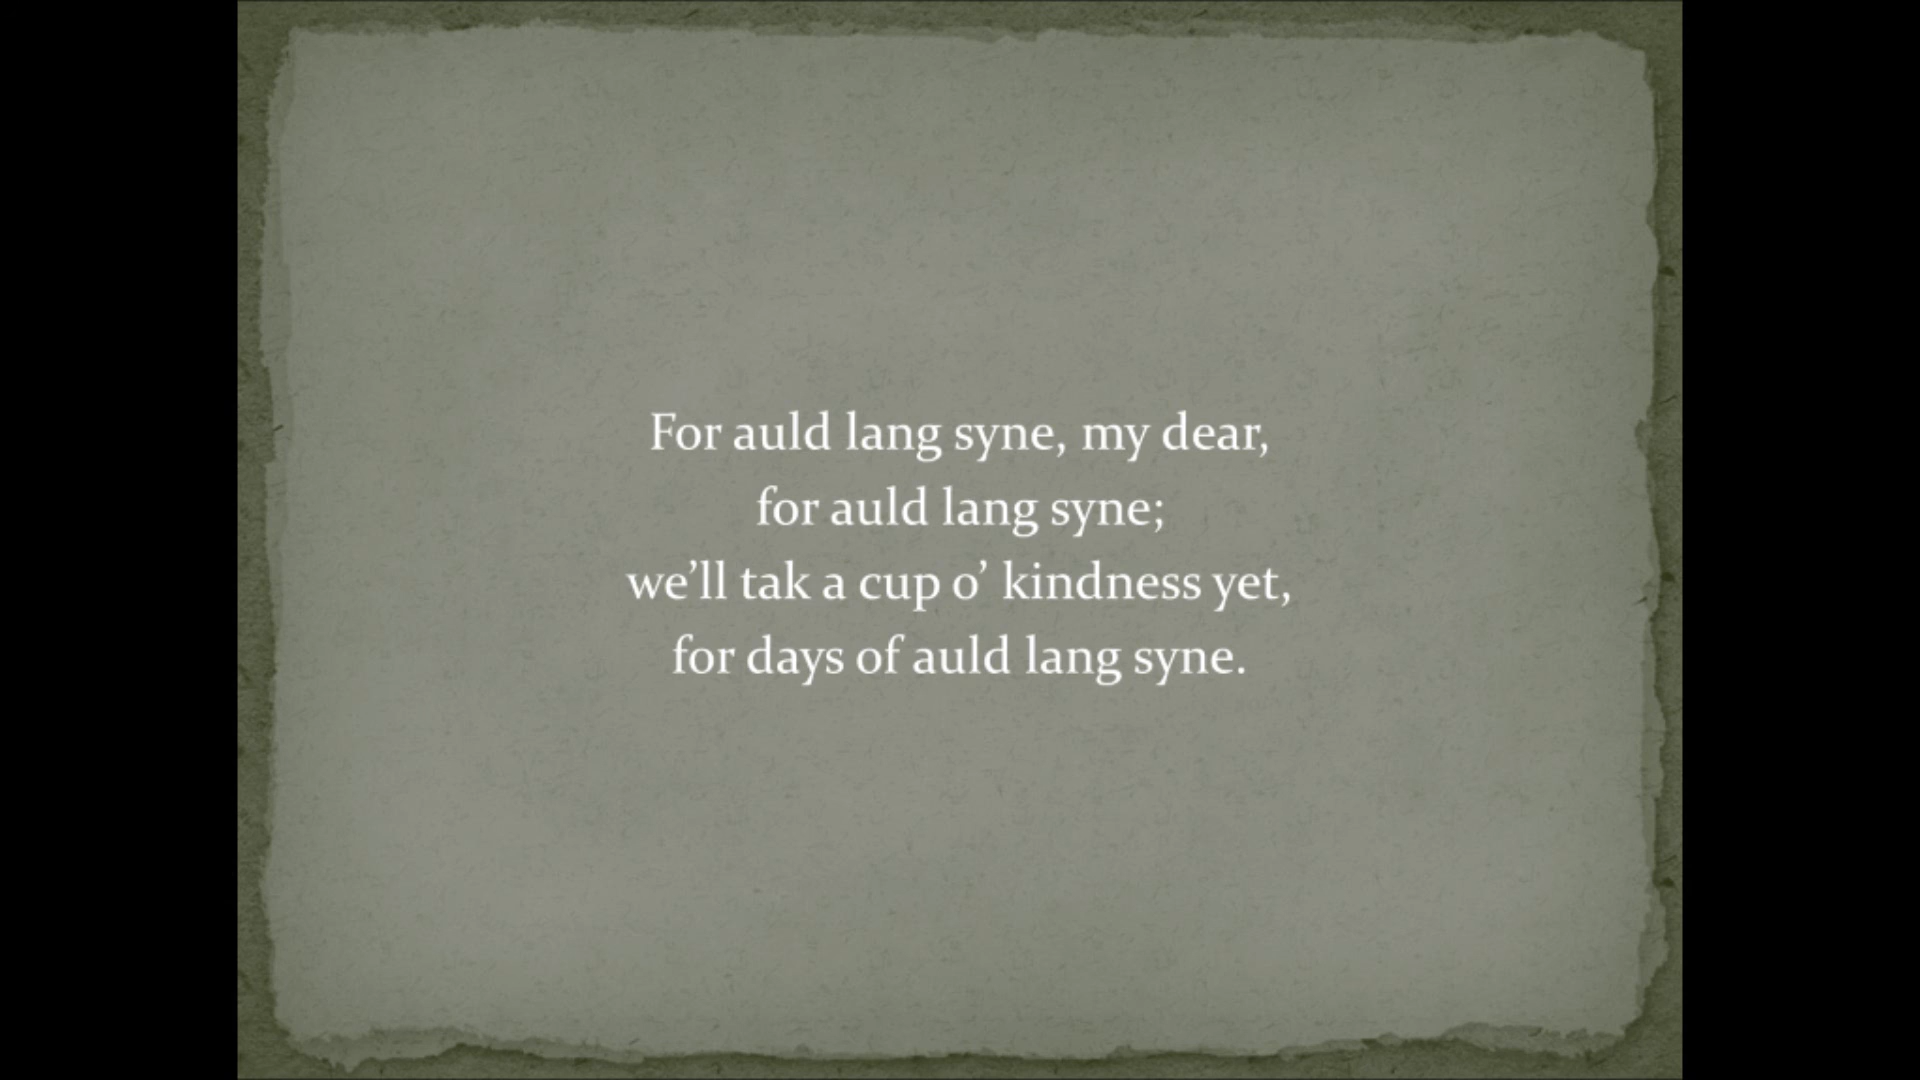 For auld lang syne, my dear,
for auld lang syne;
we’ll tak a cup o’ kindness yet,
for days of auld lang syne.